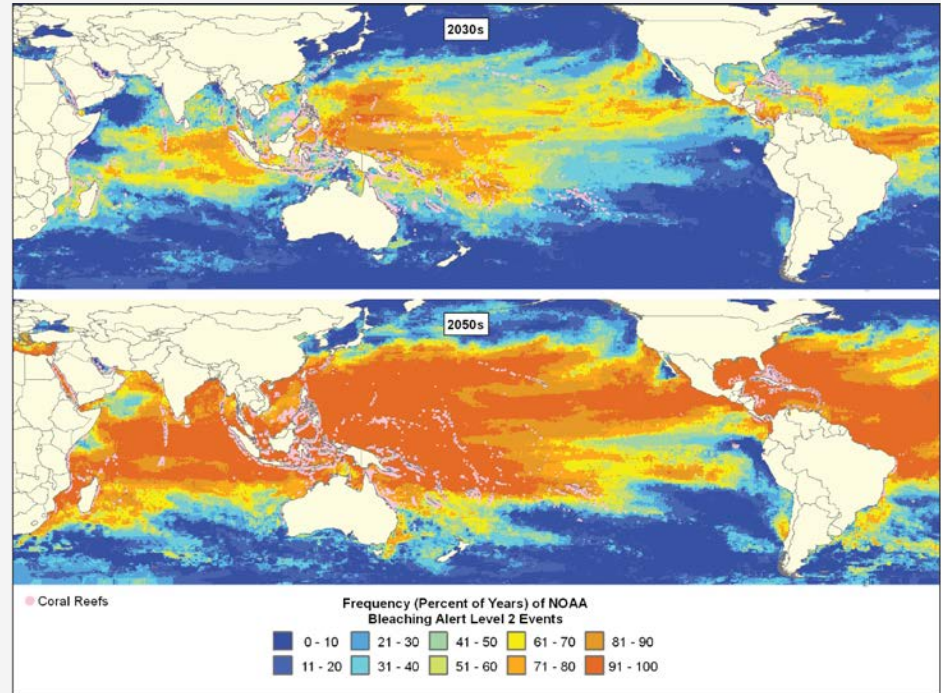 2030s
2050s
Coral Reefs
Frequency (Percent of Years) of NOAA
Bleaching Alert Level 2 Events
0 - 10
21 - 30
41 - 50
61 - 70
81 - 90
11 - 20
31 - 40
51 - 60
71 - 80
91 - 100